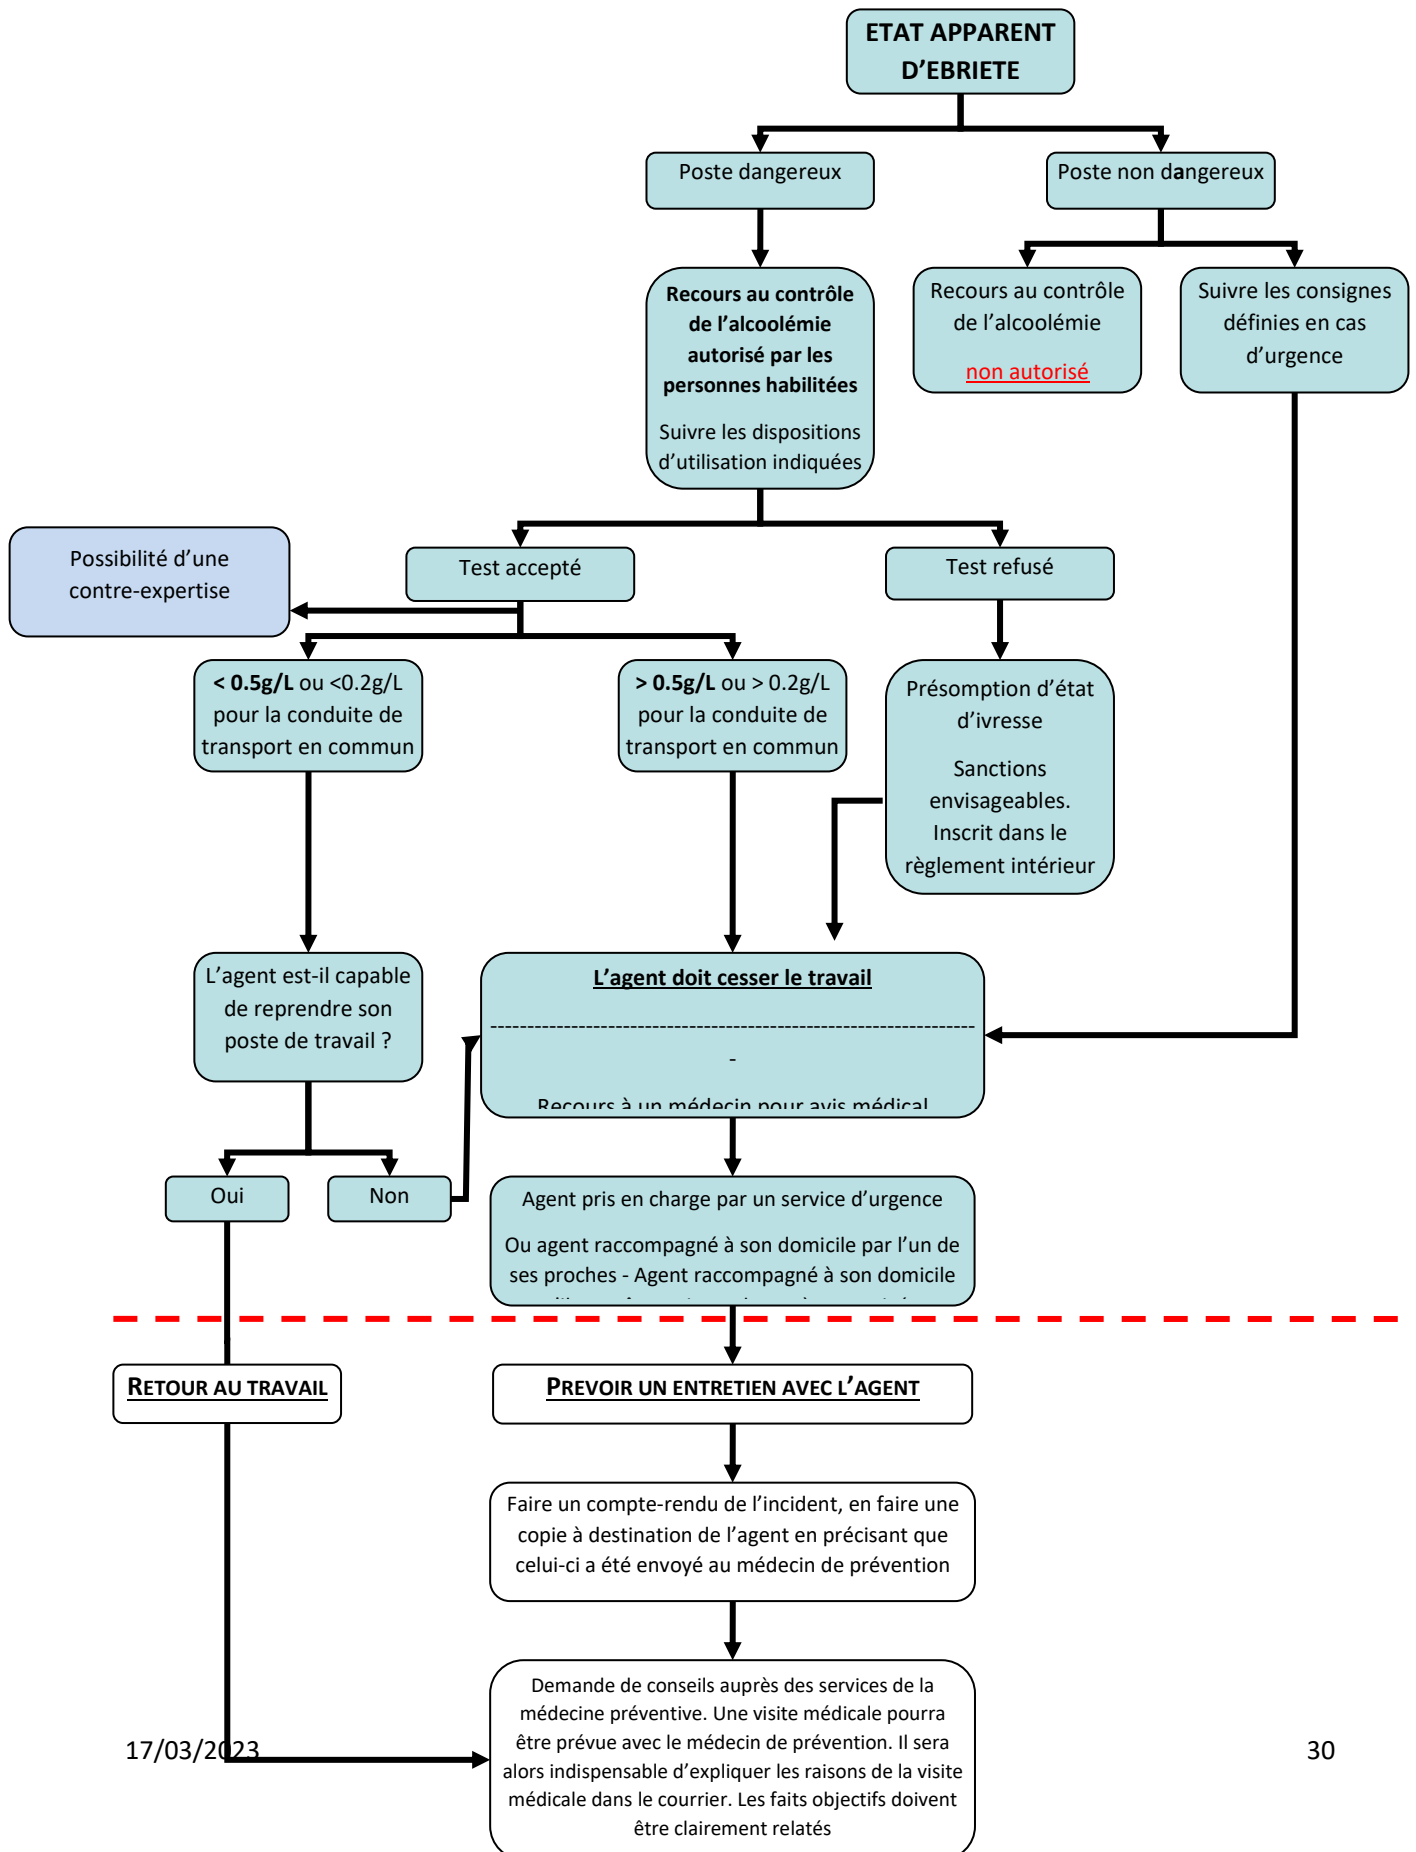 ETAT APPARENT
D’EBRIETE
Poste dangereux
Poste non dangereux
Recours au contrôle
de l’alcoolémie
autorisé par les
personnes habilitées
Suivre les dispositions
d’utilisation indiquées
Recours au contrôle
de l’alcoolémie
non autorisé
Suivre les consignes
définies en cas
d’urgence
Possibilité d’une
contre-expertise
Test accepté
Test refusé
< 0.5g/L ou <0.2g/L
pour la conduite de
transport en commun
> 0.5g/L ou > 0.2g/L
pour la conduite de
transport en commun
Présomption d’état
d’ivresse
Sanctions
envisageables.
Inscrit dans le
règlement intérieur
L’agent est-il capable
de reprendre son
poste de travail ?
L’agent doit cesser le travail
-----------------------------------------------------------------
-
Recours à un médecin pour avis médical
Oui
Non
Agent pris en charge par un service d’urgence
Ou agent raccompagné à son domicile par l’un de
ses proches - Agent raccompagné à son domicile
RETOUR AU TRAVAIL
PREVOIR UN ENTRETIEN AVEC L’AGENT
Faire un compte-rendu de l’incident, en faire une
copie à destination de l’agent en précisant que
celui-ci a été envoyé au médecin de prévention
Demande de conseils auprès des services de la
médecine préventive. Une visite médicale pourra
être prévue avec le médecin de prévention. Il sera
alors indispensable d’expliquer les raisons de la visite
médicale dans le courrier. Les faits objectifs doivent
être clairement relatés
17/03/2023
30